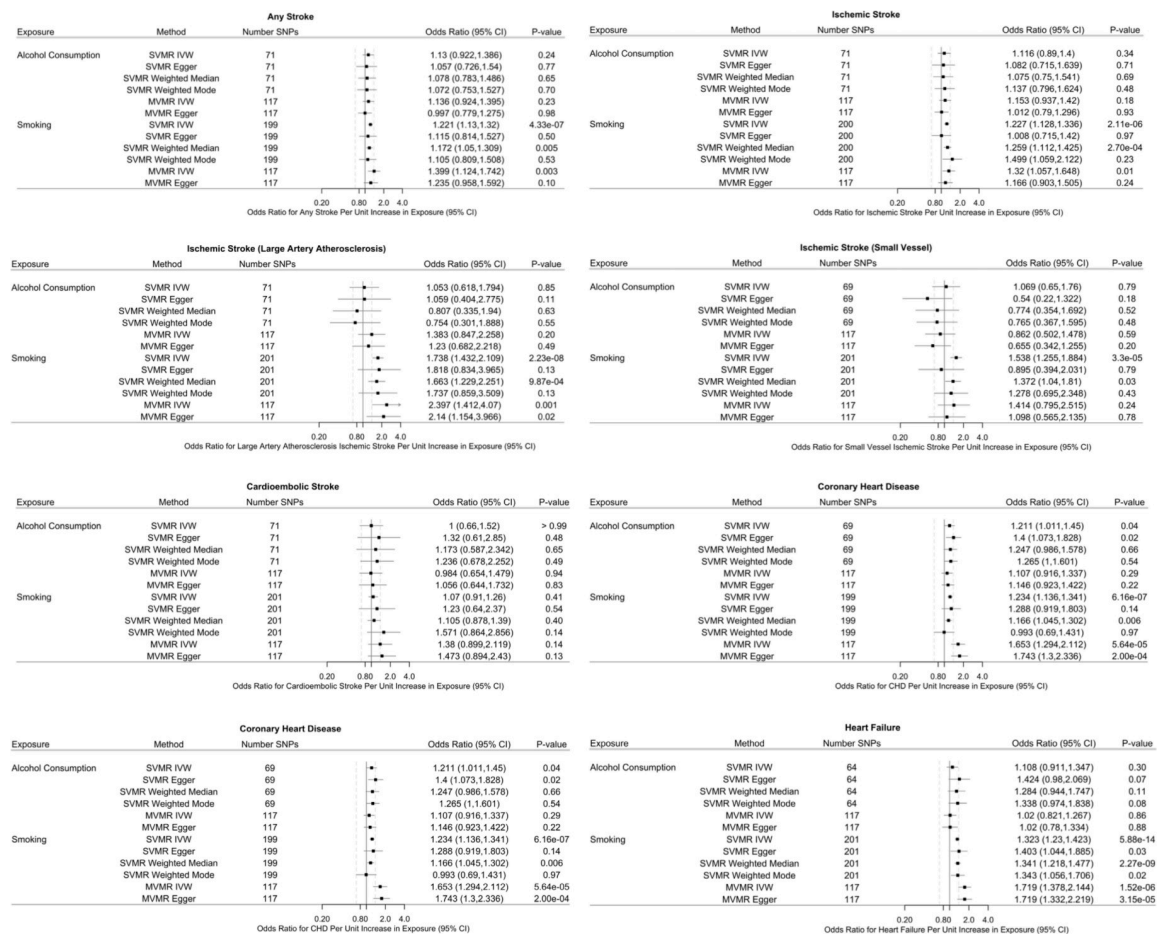 Any Stroke
Exposure Method Number SNPs Odds Ratio (95% CI) P-value
Alcohol Consumption SVMR IVW 71 1.13 (0.922,1.386) 0.24
SVMR Egger 71 1.057 (0.726,1.54) 0.77
SVMR Weighted Median 71 1.078 (0.783,1.486) 0.65
SVMR Weighted Mode 71 1.072 (0.753,1.527) 0.70
MVMR IVW 117 1.136 (0.924,1.395) 0.23
MVMR Egger 117 0.997 (0.779,1.275) 0.98
Smoking SVMR IVW 199 1.221 (1.13,1.32) 4.33e-07
SVMR Egger 199 1.115 (0.814,1.527) 0.50
SVMR Weighted Median 199 1.172 (1.05,1.309) 0.005
SVMR Weighted Mode 199 1.105 (0.809,1.508) 0.53
MVMR IVW 117 1.399 (1.124,1.742) 0.003
MVMR Egger 117 1.235 (0.958,1.592) 0.10
0.20 0.80 2.0 4.0
Odds Ratio for Any Stroke Per Unit Increase in Exposure (95% CI)
Ischemic Stroke
Exposure Method Number SNPs Odds Ratio (95% CI) P-value
Alcohol Consumption SVMR IVW 71 1.116 (0.89,1.4) 0.34
SVMR Egger 71 1.082 (0.715,1.639) 0.71
SVMR Weighted Median 71 1.075 (0.75,1.541) 0.69
SVMR Weighted Mode 71 1.137 (0.796,1.624) 0.48
MVMR IVW 117 1.153 (0.937,1.42) 0.18
MVMR Egger 117 1.012 (0.79,1.296) 0.93
Smoking SVMR IVW 200 1.227 (1.128,1.336) 2.11e-06
SVMR Egger 200 1.008 (0.715,1.42) 0.97
SVMR Weighted Median 200 1.259 (1.112,1.425) 2.70e-04
SVMR Weighted Mode 200 1.499 (1.059,2.122) 0.23
MVMR IVW 117 1.32 (1.057,1.648) 0.01
MVMR Egger 117 1.166 (0.903,1.505) 0.24
0.20 0.80 2.0 4.0
Odds Ratio for Ischemic Stroke Per Unit Increase in Exposure (95% CI)
Ischemic Stroke (Large Artery Atherosclerosis)
Exposure Method Number SNPs Odds Ratio (95% CI) P-value
Alcohol Consumption SVMR IVW 71 1.053 (0.618,1.794) 0.85
SVMR Egger 71 1.059 (0.404,2.775) 0.11
SVMR Weighted Median 71 0.807 (0.335,1.94) 0.63
SVMR Weighted Mode 71 0.754 (0.301,1.888) 0.55
MVMR IVW 117 1.383 (0.847,2.258) 0.20
MVMR Egger 117 1.23 (0.682,2.218) 0.49
Smoking SVMR IVW 201 1.738 (1.432,2.109) 2.23e-08
SVMR Egger 201 1.818 (0.834,3.965) 0.13
SVMR Weighted Median 201 1.663 (1.229,2.251) 9.87e-04
SVMR Weighted Mode 201 1.737 (0.859,3.509) 0.13
MVMR IVW 117 2.397 (1.412,4.07) 0.001
MVMR Egger 117 2.14 (1.154,3.966) 0.02
0.20 0.80 2.0 4.0
Odds Ratio for Large Artery Atherosclerosis Ischemic Stroke Per Unit Increase in Exposure (95% CI)
Ischemic Stroke (Small Vessel)
Exposure Method Number SNPs Odds Ratio (95% CI) P-value
Alcohol Consumption SVMR IVW 69 1.069 (0.65,1.76) 0.79
SVMR Egger 69 0.54 (0.22,1.322) 0.18
SVMR Weighted Median 69 0.774 (0.354,1.692) 0.52
SVMR Weighted Mode 69 0.765 (0.367,1.595) 0.48
MVMR IVW 117 0.862 (0.502,1.478) 0.59
MVMR Egger 117 0.655 (0.342,1.255) 0.20
Smoking SVMR IVW 201 1.538 (1.255,1.884) 3.3e-05
SVMR Egger 201 0.895 (0.394,2.031) 0.79
SVMR Weighted Median 201 1.372 (1.04,1.81) 0.03
SVMR Weighted Mode 201 1.278 (0.695,2.348) 0.43
MVMR IVW 117 1.414 (0.795,2.515) 0.24
MVMR Egger 117 1.098 (0.565,2.135) 0.78
0.20 0.80 2.0 4.0
Odds Ratio for Small Vessel Ischemic Stroke Per Unit Increase in Exposure (95% CI)
Cardioembolic Stroke
Exposure Method Number SNPs Odds Ratio (95% CI) P-value
Alcohol Consumption SVMR IVW 71 1 (0.66,1.52) > 0.99
SVMR Egger 71 1.32 (0.61,2.85) 0.48
SVMR Weighted Median 71 1.173 (0.587,2.342) 0.65
SVMR Weighted Mode 71 1.236 (0.678,2.252) 0.49
MVMR IVW 117 0.984 (0.654,1.479) 0.94
MVMR Egger 117 1.056 (0.644,1.732) 0.83
Smoking SVMR IVW 201 1.07 (0.91,1.26) 0.41
SVMR Egger 201 1.23 (0.64,2.37) 0.54
SVMR Weighted Median 201 1.105 (0.878,1.39) 0.40
SVMR Weighted Mode 201 1.571 (0.864,2.856) 0.14
MVMR IVW 117 1.38 (0.899,2.119) 0.14
MVMR Egger 117 1.473 (0.894,2.43) 0.13
0.20 0.80 2.0 4.0
Odds Ratio for Cardioembolic Stroke Per Unit Increase in Exposure (95% CI)
Coronary Heart Disease
Exposure Method Number SNPs Odds Ratio (95% CI) P-value
Alcohol Consumption SVMR IVW 69 1.211 (1.011,1.45) 0.04
SVMR Egger 69 1.4 (1.073,1.828) 0.02
SVMR Weighted Median 69 1.247 (0.986,1.578) 0.66
SVMR Weighted Mode 69 1.265 (1,1.601) 0.54
MVMR IVW 117 1.107 (0.916,1.337) 0.29
MVMR Egger 117 1.146 (0.923,1.422) 0.22
Smoking SVMR IVW 199 1.234 (1.136,1.341) 6.16e-07
SVMR Egger 199 1.288 (0.919,1.803) 0.14
SVMR Weighted Median 199 1.166 (1.045,1.302) 0.006
SVMR Weighted Mode 199 0.993 (0.69,1.431) 0.97
MVMR IVW 117 1.653 (1.294,2.112) 5.64e-05
MVMR Egger 117 1.743 (1.3,2.336) 2.00e-04
0.20 0.80 2.0 4.0
Odds Ratio for CHD Per Unit Increase in Exposure (95% CI)
Coronary Heart Disease
Exposure Method Number SNPs Odds Ratio (95% CI) P-value
Alcohol Consumption SVMR IVW 69 1.211 (1.011,1.45) 0.04
SVMR Egger 69 1.4 (1.073,1.828) 0.02
SVMR Weighted Median 69 1.247 (0.986,1.578) 0.66
SVMR Weighted Mode 69 1.265 (1,1.601) 0.54
MVMR IVW 117 1.107 (0.916,1.337) 0.29
MVMR Egger 117 1.146 (0.923,1.422) 0.22
Smoking SVMR IVW 199 1.234 (1.136,1.341) 6.16e-07
SVMR Egger 199 1.288 (0.919,1.803) 0.14
SVMR Weighted Median 199 1.166 (1.045,1.302) 0.006
SVMR Weighted Mode 199 0.993 (0.69,1.431) 0.97
MVMR IVW 117 1.653 (1.294,2.112) 5.64e-05
MVMR Egger 117 1.743 (1.3,2.336) 2.00e-04
0.20 0.80 2.0 4.0
Odds Ratio for CHD Per Unit Increase in Exposure (95% CI)
Heart Failure
Exposure Method Number SNPs Odds Ratio (95% CI) P-value
Alcohol Consumption SVMR IVW 64 1.108 (0.911,1.347) 0.30
SVMR Egger 64 1.424 (0.98,2.069) 0.07
SVMR Weighted Median 64 1.284 (0.944,1.747) 0.11
SVMR Weighted Mode 64 1.338 (0.974,1.838) 0.08
MVMR IVW 117 1.02 (0.821,1.267) 0.86
MVMR Egger 117 1.02 (0.78,1.334) 0.88
Smoking SVMR IVW 201 1.323 (1.23,1.423) 5.88e-14
SVMR Egger 201 1.403 (1.044,1.885) 0.03
SVMR Weighted Median 201 1.341 (1.218,1.477) 2.27e-09
SVMR Weighted Mode 201 1.343 (1.056,1.706) 0.02
MVMR IVW 117 1.719 (1.378,2.144) 1.52e-06
MVMR Egger 117 1.719 (1.332,2.219) 3.15e-05
0.20 0.80 2.0 4.0
Odds Ratio for Heart Failure Per Unit Increase in Exposure (95% CI)